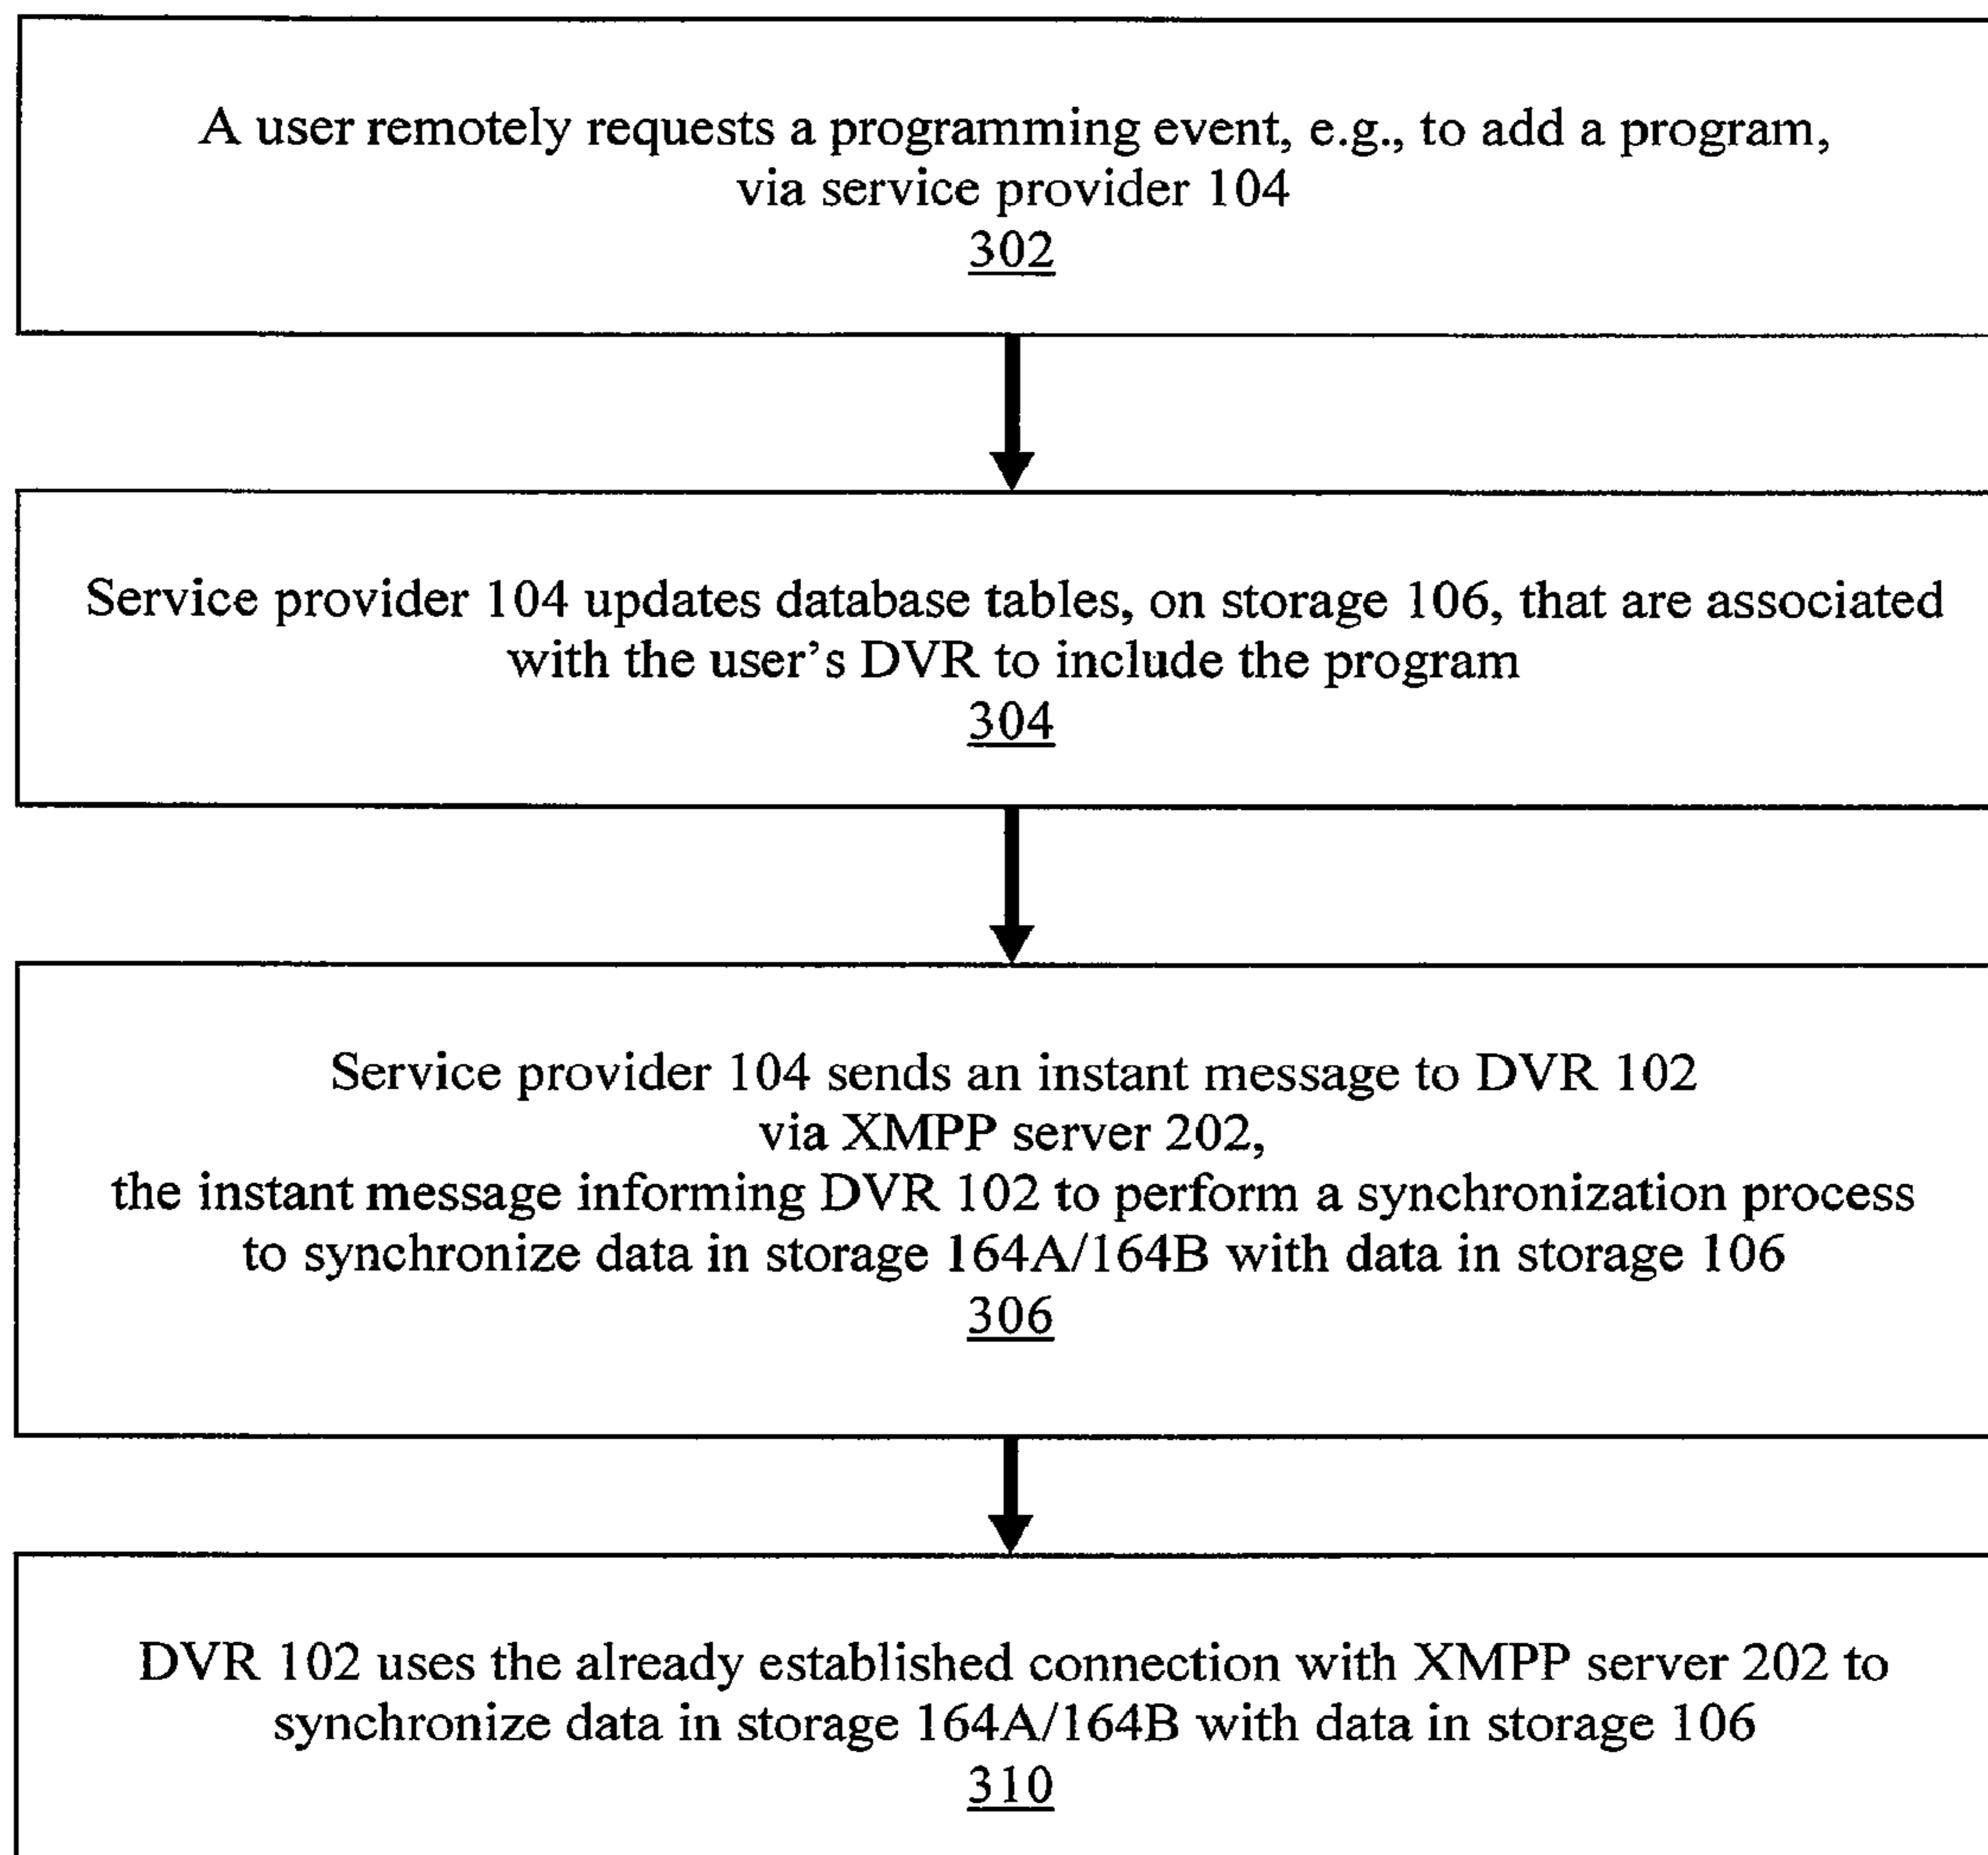 A user remotely requests a programming event, e.g., to add a program,
via service provider 104
302
Service provider 104 updates database tables, on storage 106, that are associated
with the user's DVR to include the program
304
Service provider 104 sends an instant message to DVR 102
via XMPP server 202,
the instant message informing DVR 102 to perform a synchronization process
to synchronize data in storage 164A/164B with data in storage 106
306
DVR 102 uses the already established connection with XMPP server 202 to
synchronize data in storage 164A/164B with data in storage 106
310